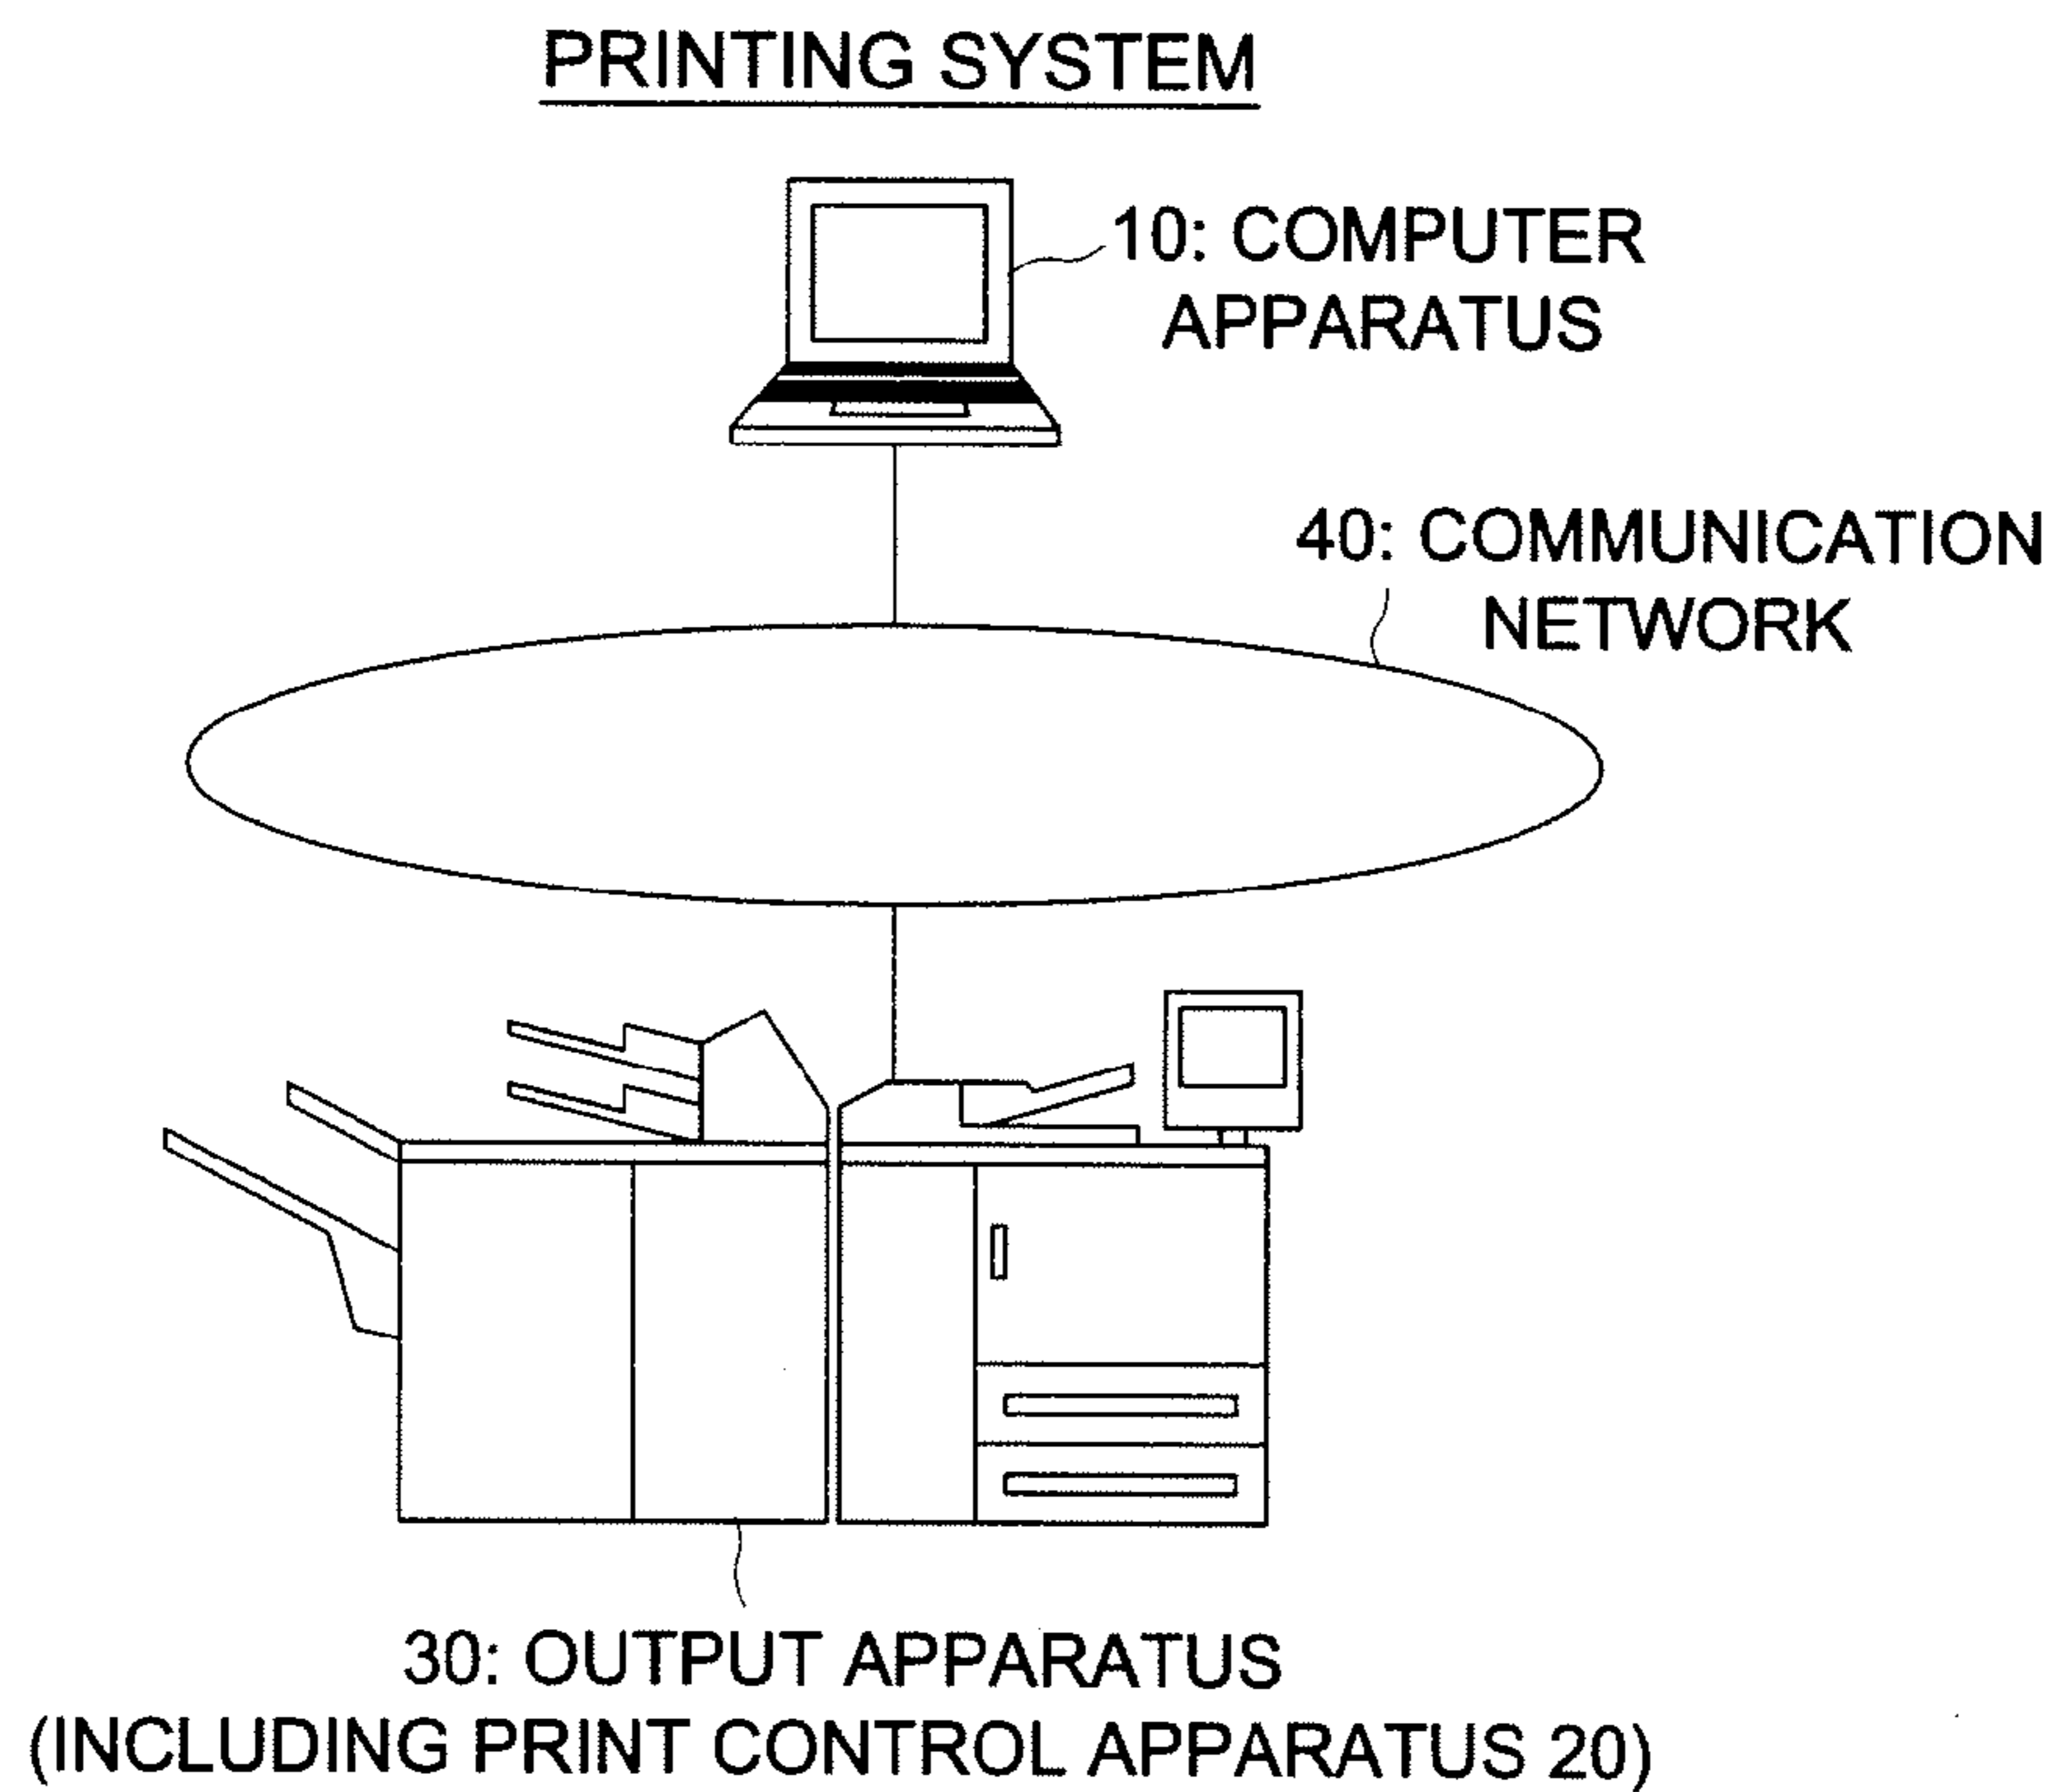 PRINTING SYSTEM
10: COMPUTER
APPARATUS
40: COMMUNICATION
NETWORK
30: OUTPUT APPARATUS
(INCLUDING PRINT CONTROL APPARATUS 20)